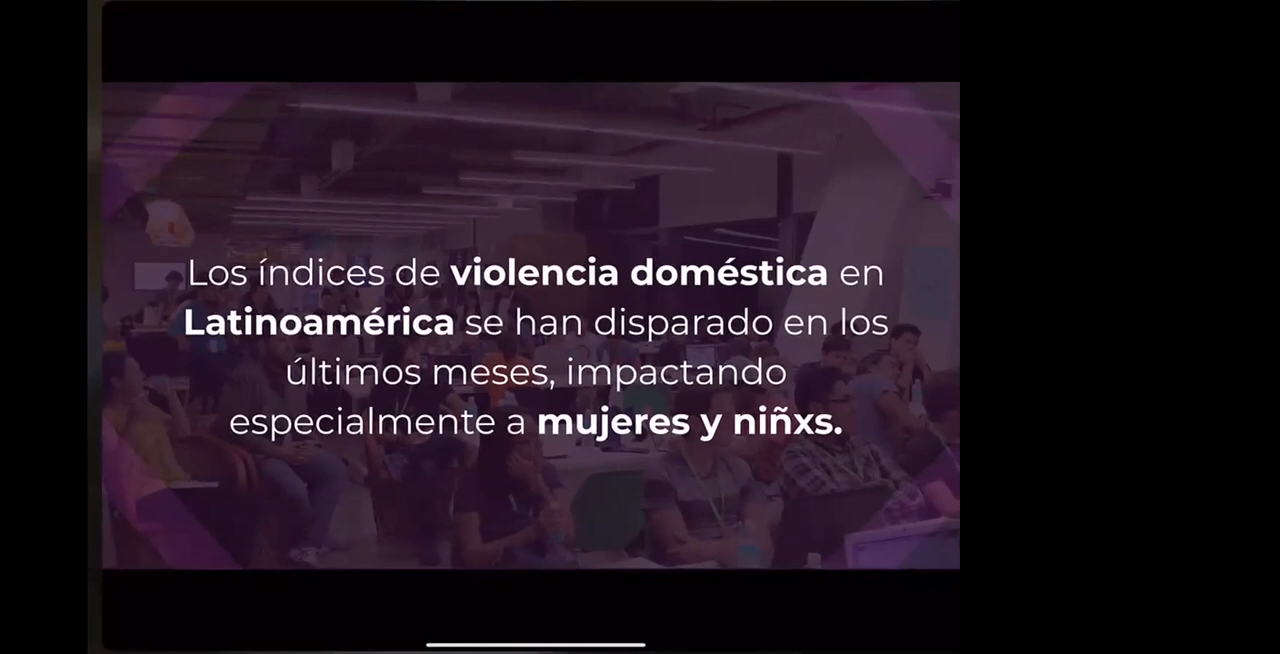 Los índices de violencia doméstica en
Latinoamérica se han disparado en los
últimos meses, impactando
especialmente a mujeres y niñxs.